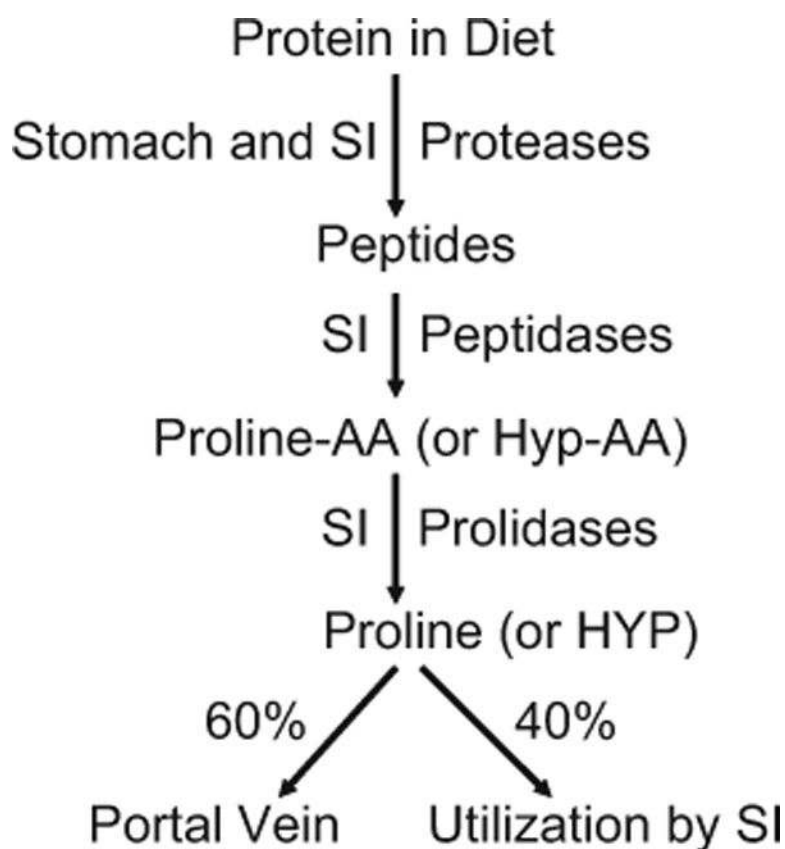 Protein in Diet
Stomach and SI Proteases
Peptides
SI Peptidases
Proline-AA (or Hyp-AA)
SI Prolidases
Proline (or HYP)
60% 40%
Portal Vein Utilization by SI